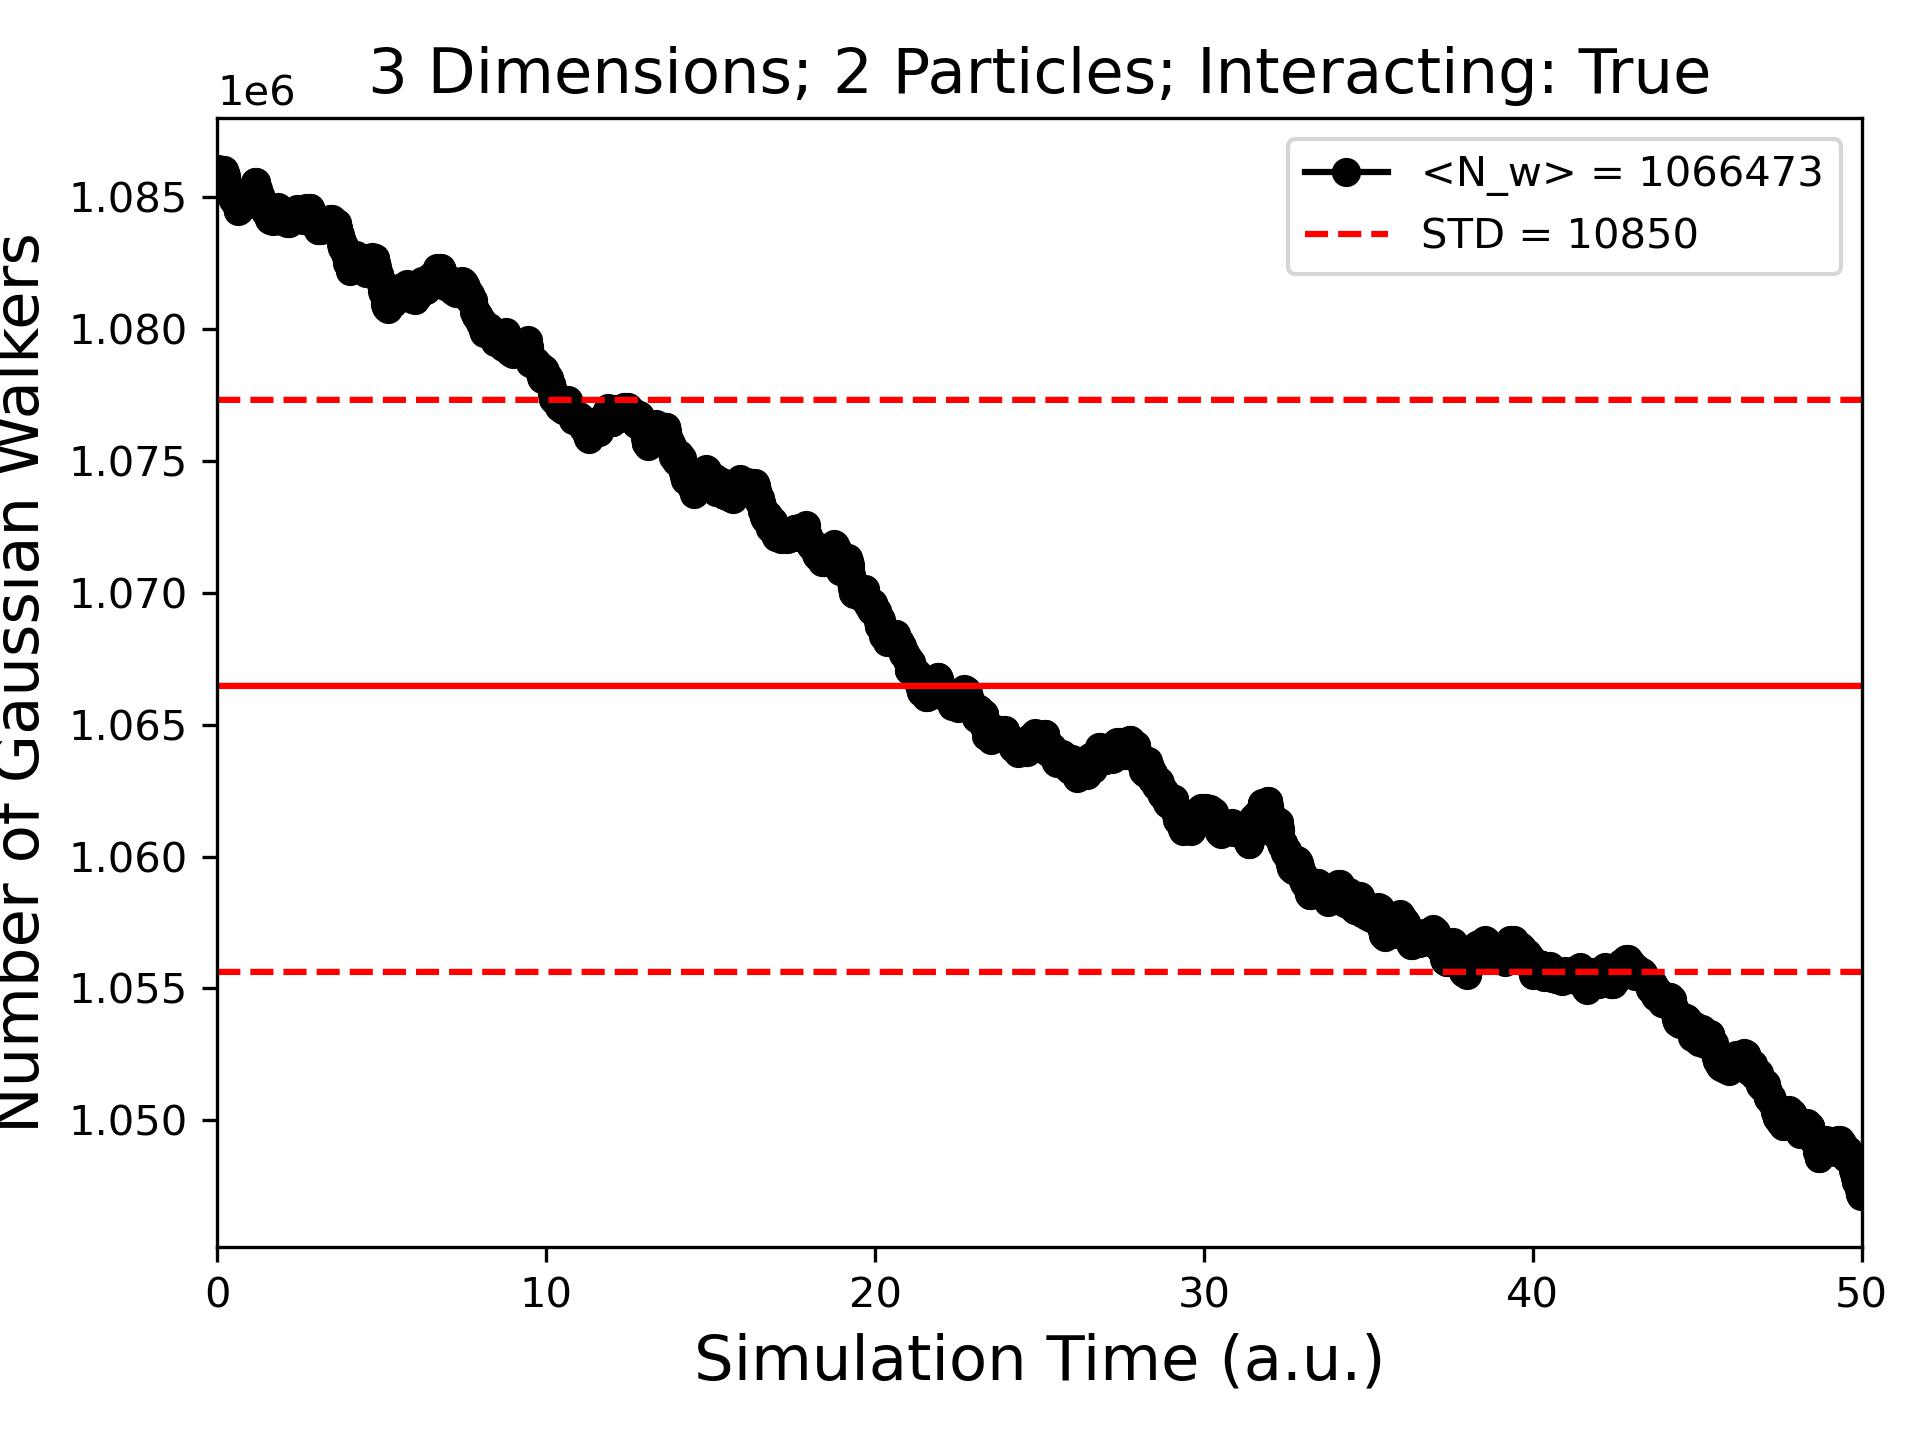 3 Dimensions; 2 Particles; Interacting: True
1e6
<N_w> = 1066473
STD = 10850
Number of Gaussian Walkers
1.085
1.080
1.075
1.070
1.065
1.060
1.055
1.050
0 10 20 30 40 50
Simulation Time (a.u.)